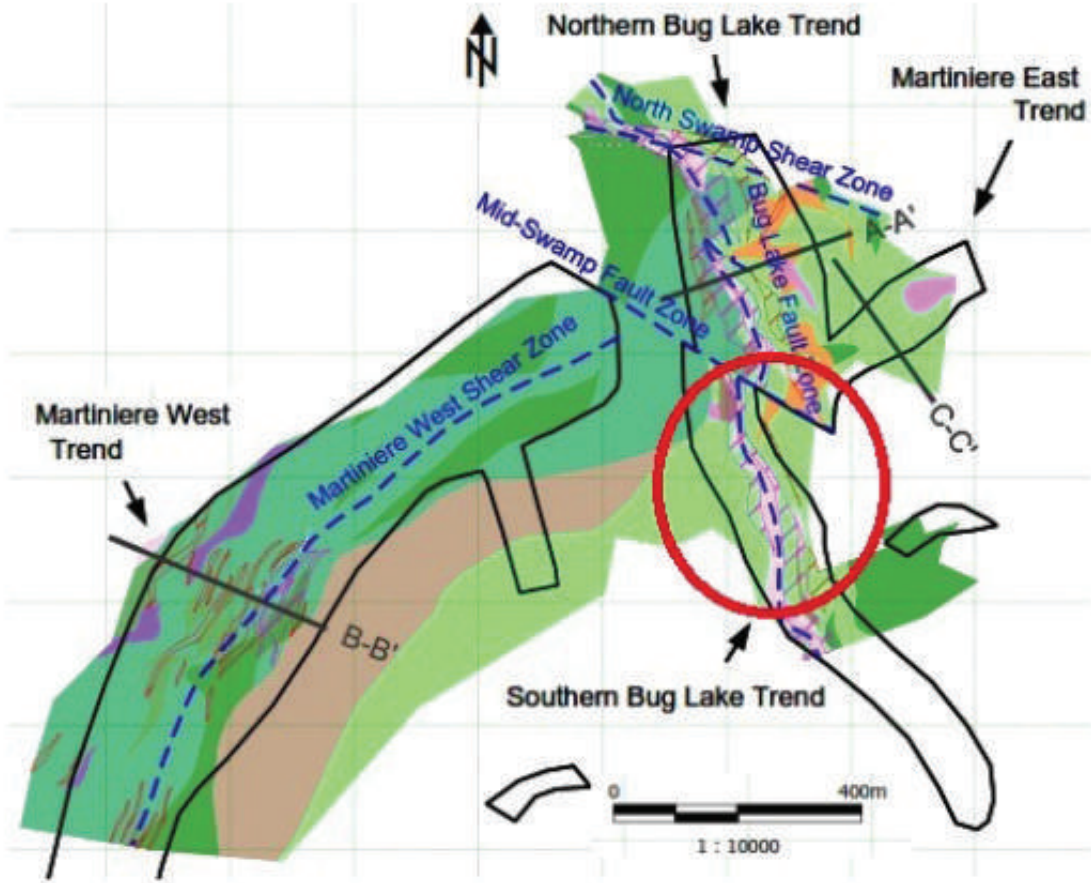 Northern Bug Lake Trend
N
Martiniere East
Trend
North Swamp Shear Zone
Mid-Swamp Fault Zone
Bug Lake Fault Zone
A-A'
Martiniere West Shear Zone
Martiniere West
Trend
C-C'
B-B'
Southern Bug Lake Trend
0 400m
1 : 10000